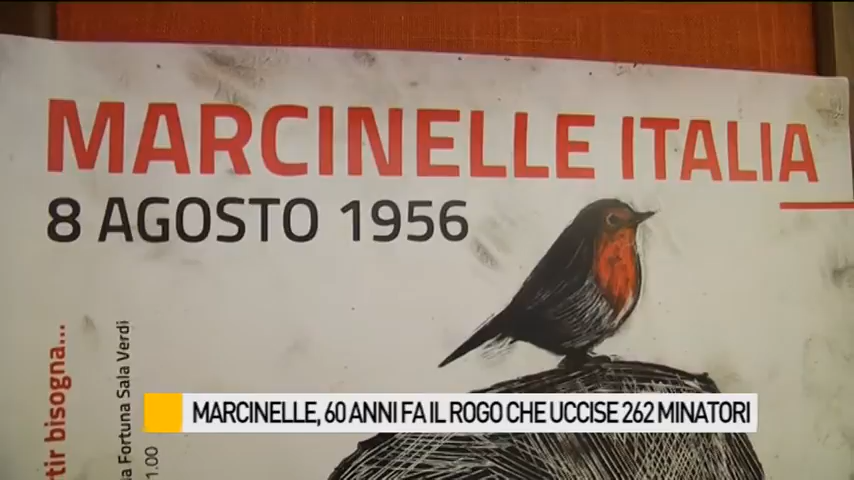 MARCINELLE ITALIA
8 AGOSTO 1956
tir bisogna...
a Fortuna Sala Verdi
1.00
MARCINELLE, 60 ANNI FA IL ROGO CHE UCCISE 262 MINATORI